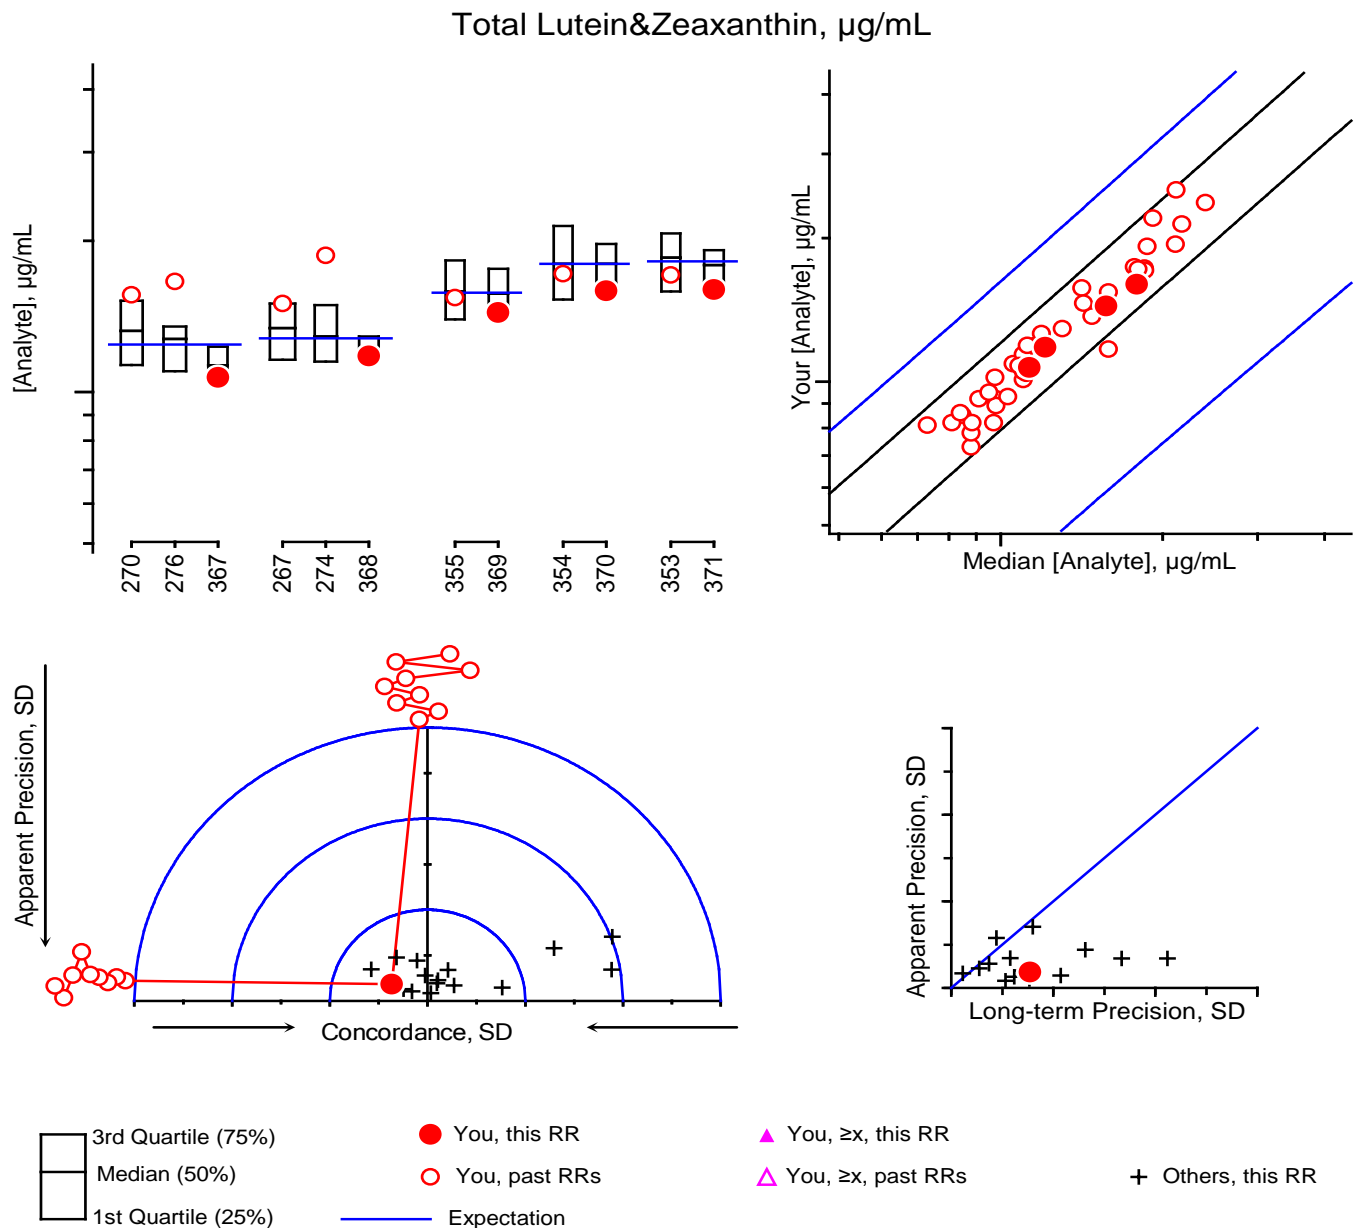 Total Lutein&Zeaxanthin, µg/mL
[Analyte], µg/mL
270
276
367
267
274
368
355
369
354
370
353
371
Your [Analyte], µg/mL
Median [Analyte], µg/mL
Apparent Precision, SD
Concordance, SD
Apparent Precision, SD
Long-term Precision, SD
3rd Quartile (75%)
Median (50%)
1st Quartile (25%)
You, this RR
You, past RRs
Expectation
You, ≥x, this RR
You, ≥x, past RRs
Others, this RR